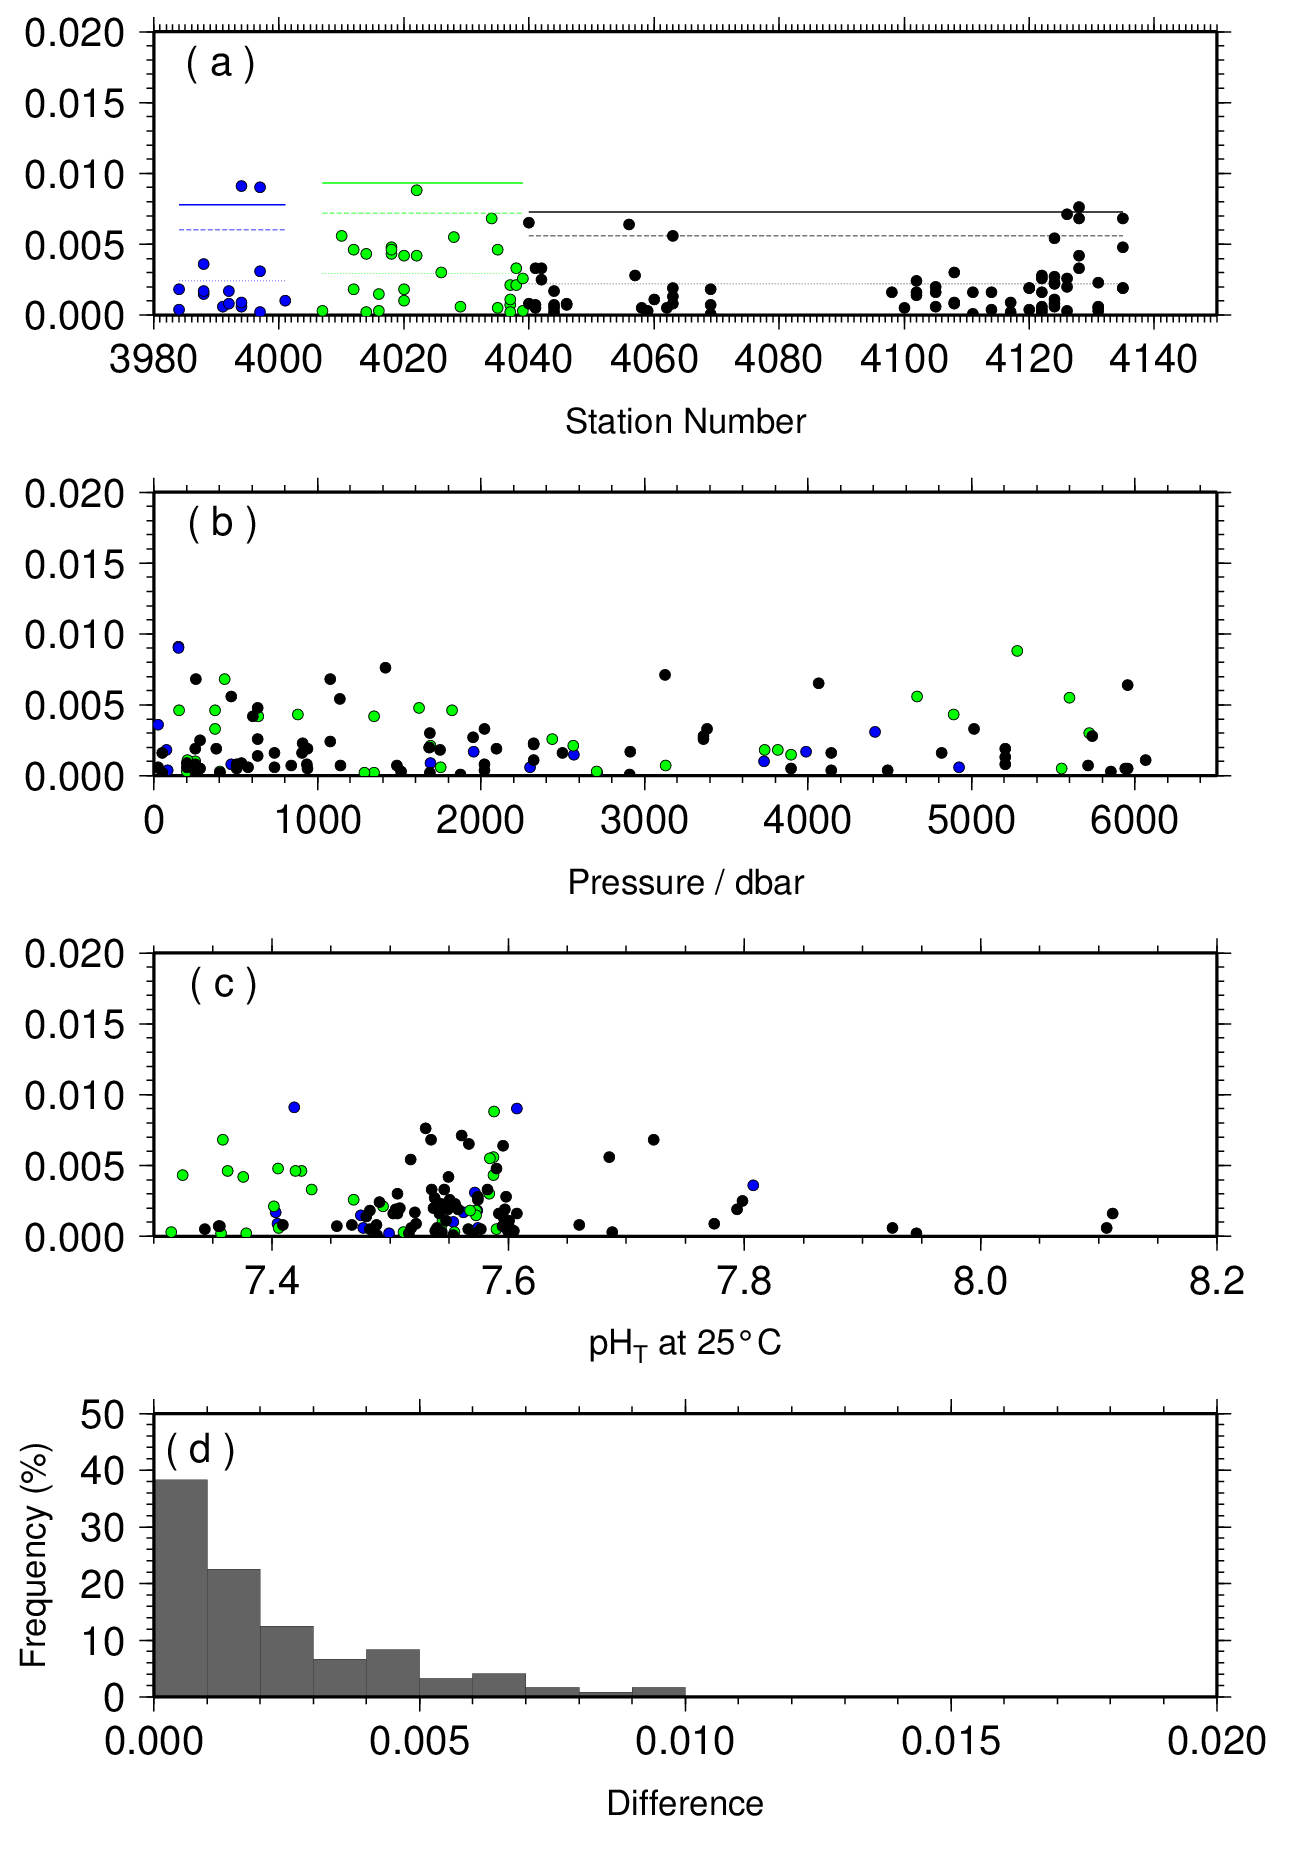 ( a )
0.020
0.015
0.010
0.005
0.000
3980 4000 4020 4040 4060 4080 4100 4120 4140
Station Number
( b )
0.020
0.015
0.010
0.005
0.000
0 1000 2000 3000 4000 5000 6000
Pressure / dbar
( c )
0.020
0.015
0.010
0.005
0.000
7.4 7.6 7.8 8.0 8.2
pHT at 25°C
( d )
Frequency (%)
50
40
30
20
10
0
0.000 0.005 0.010 0.015 0.020
Difference